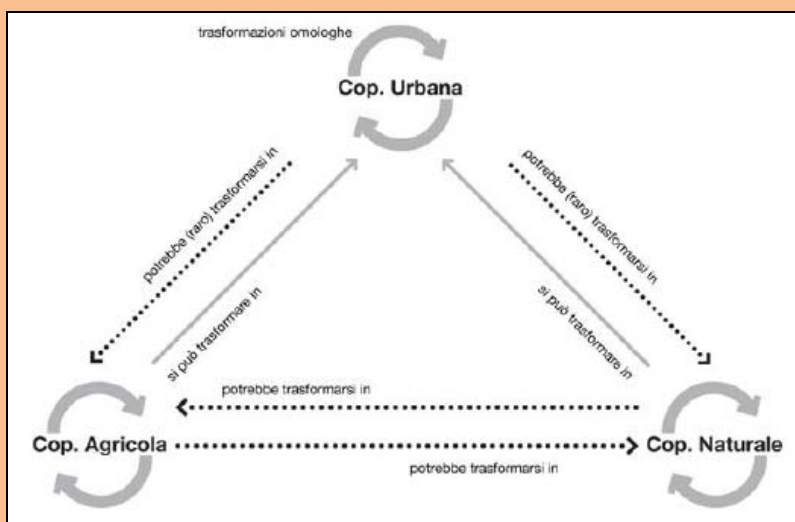 trasformazioni omologhe
Cop. Urbana
potrebbe (raro) trasformarsi in
potrebbe (raro) trasformarsi in
si può trasformare in
si può trasformare in
potrebbe trasformarsi in
Cop. Agricola
Cop. Naturale
potrebbe trasformarsi in